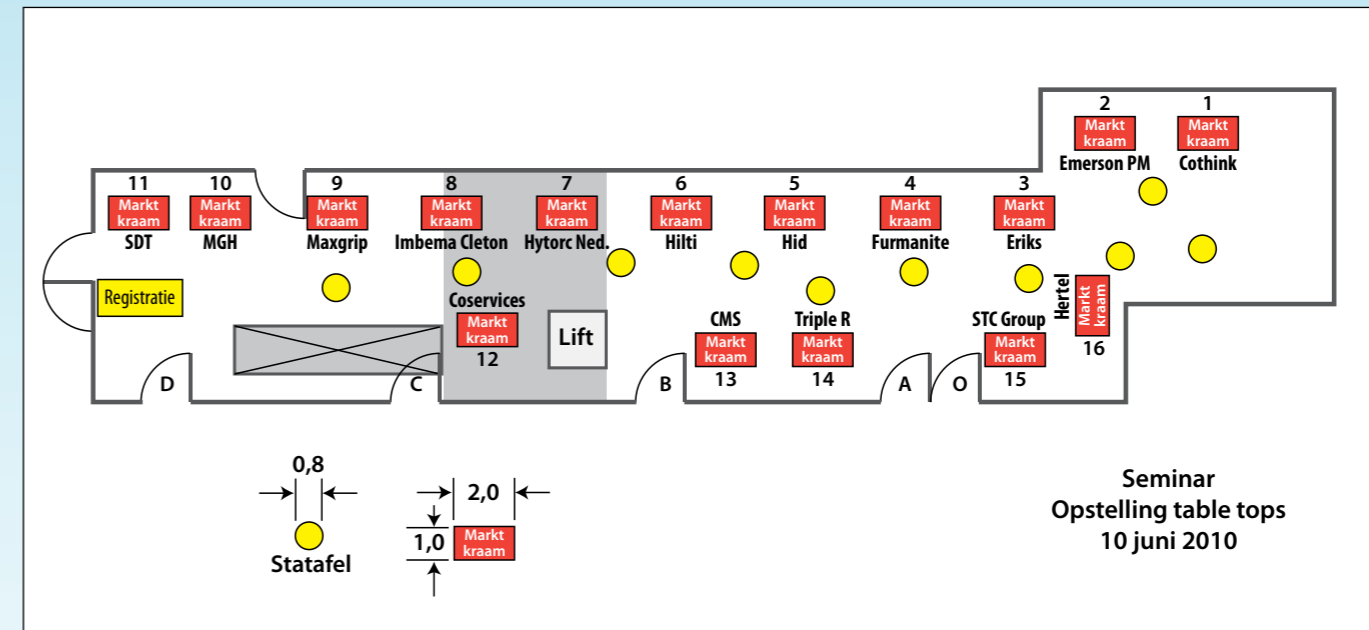 2
1
Markt
kraam
Markt
kraam
Emerson PM
Cothink
11
10
9
8
7
6
5
4
3
Markt
kraam
Markt
kraam
Markt
kraam
Markt
kraam
Markt
kraam
Markt
kraam
Markt
kraam
Markt
kraam
Markt
kraam
SDT
MGH
Maxgrip
Imbema Cleton
Hytorc Ned.
Hilti
Hid
Furmanite
Eriks
Registratie
Coservices
Markt
kraam
12
Lift
CMS
Markt
kraam
13
Triple R
Markt
kraam
14
STC Group
Markt
kraam
15
Hertel
Markt
kraam
16
D
C
B
A
O
0,8
Statafel
2,0
1,0
Markt
kraam
Seminar
Opstelling table tops
10 juni 2010